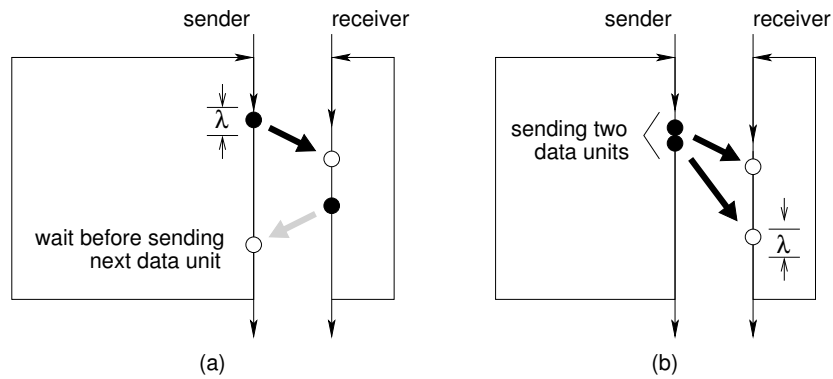 sender receiver
λ
wait before sending
next data unit
(a)
sender receiver
sending two
data units
λ
(b)